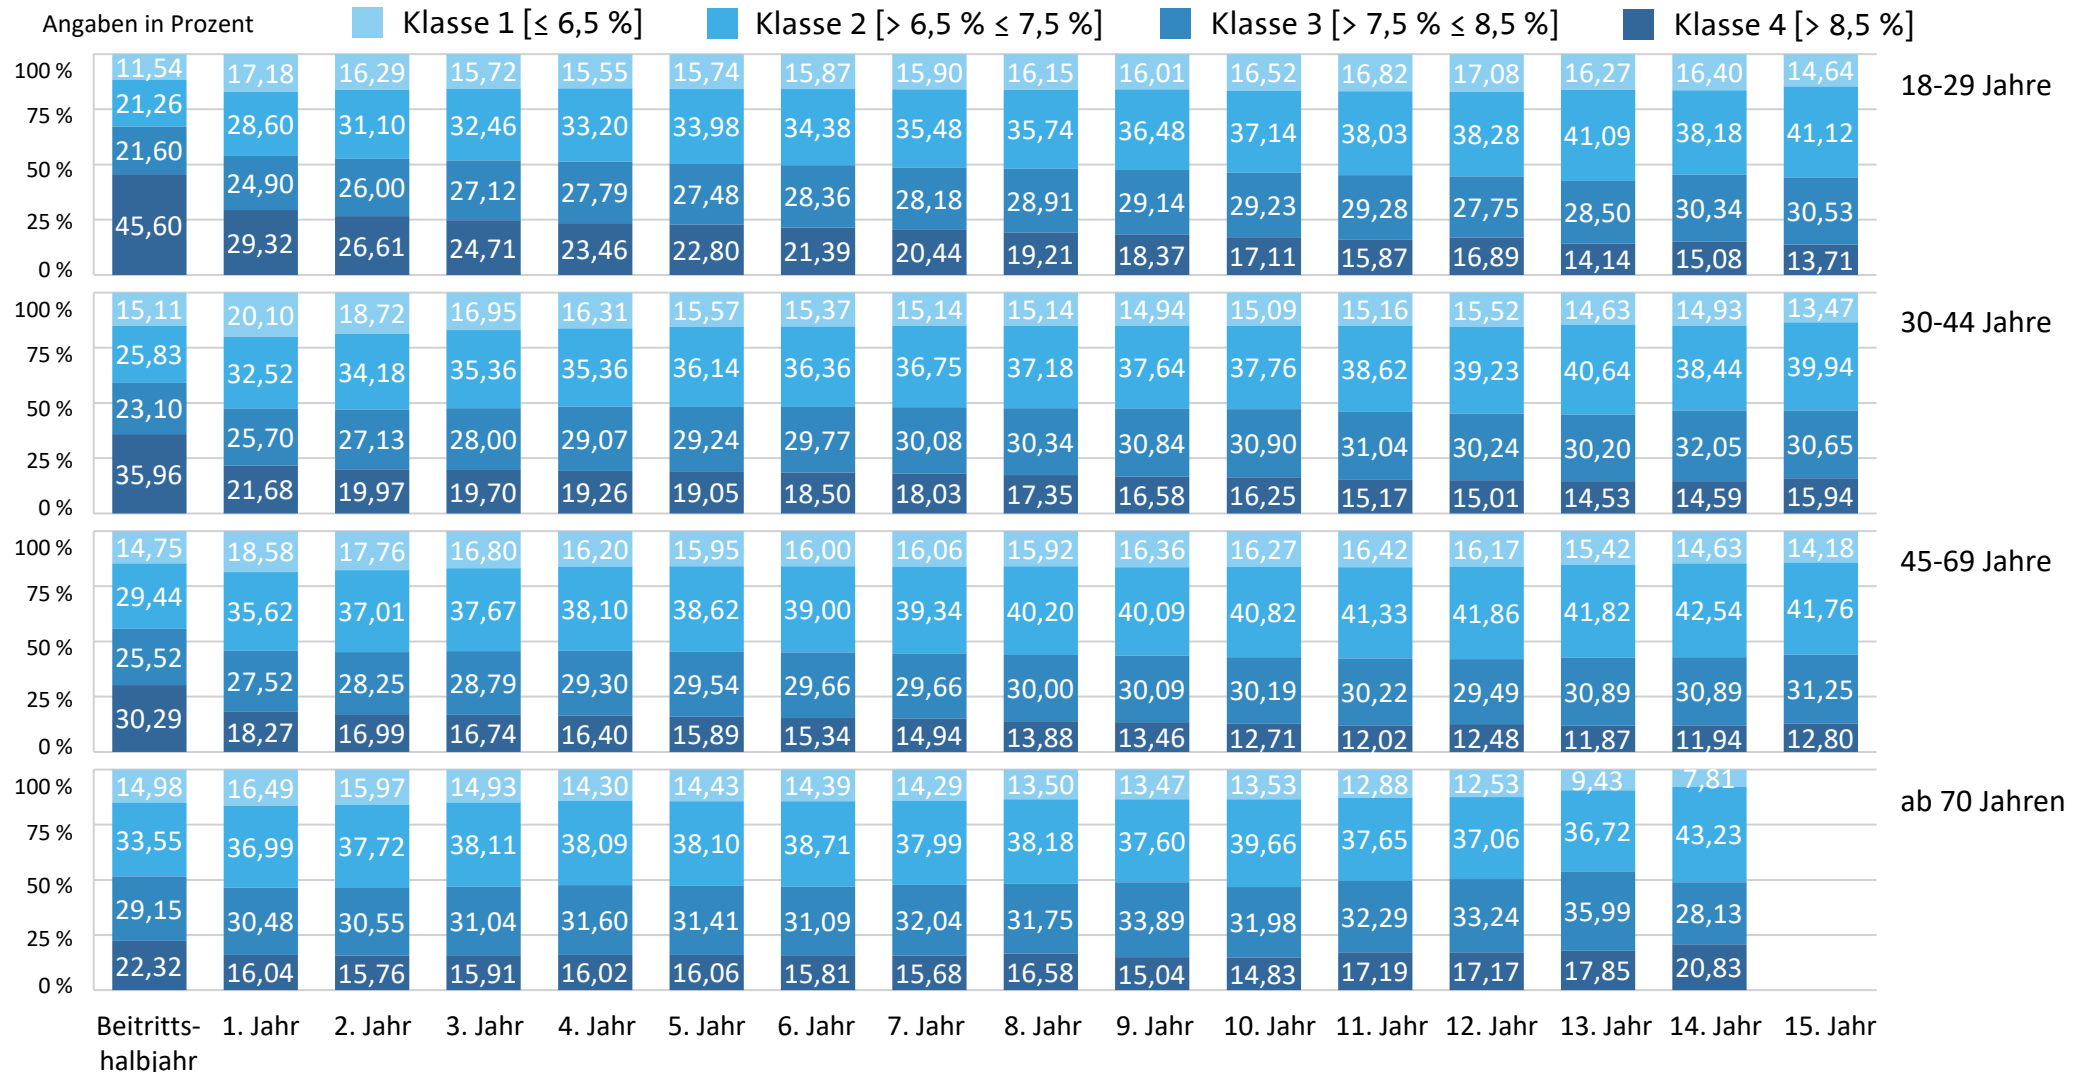 Angaben in Prozent Klasse 1 [≤ 6,5 %] Klasse 2 [> 6,5 % ≤ 7,5 %] Klasse 3 [> 7,5 % ≤ 8,5 %] Klasse 4 [> 8,5 %]
100 % 11,54 17,18 16,29 15,72 15,55 15,74 15,87 15,90 16,15 16,01 16,52 16,82 17,08 16,27 16,40 14,64 18-29 Jahre
75 % 21,26 28,60 31,10 32,46 33,20 33,98 34,38 35,48 35,74 36,48 37,14 38,03 38,28 41,09 38,18 41,12
50 % 21,60 24,90 26,00 27,12 27,79 27,48 28,36 28,18 28,91 29,14 29,23 29,28 27,75 28,50 30,34 30,53
25 % 45,60 29,32 26,61 24,71 23,46 22,80 21,39 20,44 19,21 18,37 17,11 15,87 16,89 14,14 15,08 13,71
0 %
100 % 15,11 20,10 18,72 16,95 16,31 15,57 15,37 15,14 15,14 14,94 15,09 15,16 15,52 14,63 14,93 13,47 30-44 Jahre
75 % 25,83 32,52 34,18 35,36 35,36 36,14 36,36 36,75 37,18 37,64 37,76 38,62 39,23 40,64 38,44 39,94
50 % 23,10 25,70 27,13 28,00 29,07 29,24 29,77 30,08 30,34 30,84 30,90 31,04 30,24 30,20 32,05 30,65
25 % 35,96 21,68 19,97 19,70 19,26 19,05 18,50 18,03 17,35 16,58 16,25 15,17 15,01 14,53 14,59 15,94
0 %
100 % 14,75 18,58 17,76 16,80 16,20 15,95 16,00 16,06 15,92 16,36 16,27 16,42 16,17 15,42 14,63 14,18 45-69 Jahre
75 % 29,44 35,62 37,01 37,67 38,10 38,62 39,00 39,34 40,20 40,09 40,82 41,33 41,86 41,82 42,54 41,76
50 % 25,52 27,52 28,25 28,79 29,30 29,54 29,66 29,66 30,00 30,09 30,19 30,22 29,49 30,89 30,89 31,25
25 % 30,29 18,27 16,99 16,74 16,40 15,89 15,34 14,94 13,88 13,46 12,71 12,02 12,48 11,87 11,94 12,80
0 %
100 % 14,98 16,49 15,97 14,93 14,30 14,43 14,39 14,29 13,50 13,47 13,53 12,88 12,53 9,43 7,81 ab 70 Jahren
75 % 33,55 36,99 37,72 38,11 38,09 38,10 38,71 37,99 38,18 37,60 39,66 37,65 37,06 36,72 43,23
50 % 29,15 30,48 30,55 31,04 31,60 31,41 31,09 32,04 31,75 33,89 31,98 32,29 33,24 35,99 28,13
25 % 22,32 16,04 15,76 15,91 16,02 16,06 15,81 15,68 16,58 15,04 14,83 17,19 17,17 17,85 20,83
0 %
Beitritts- 1. Jahr 2. Jahr 3. Jahr 4. Jahr 5. Jahr 6. Jahr 7. Jahr 8. Jahr 9. Jahr 10. Jahr 11. Jahr 12. Jahr 13. Jahr 14. Jahr 15. Jahr
halbjahr